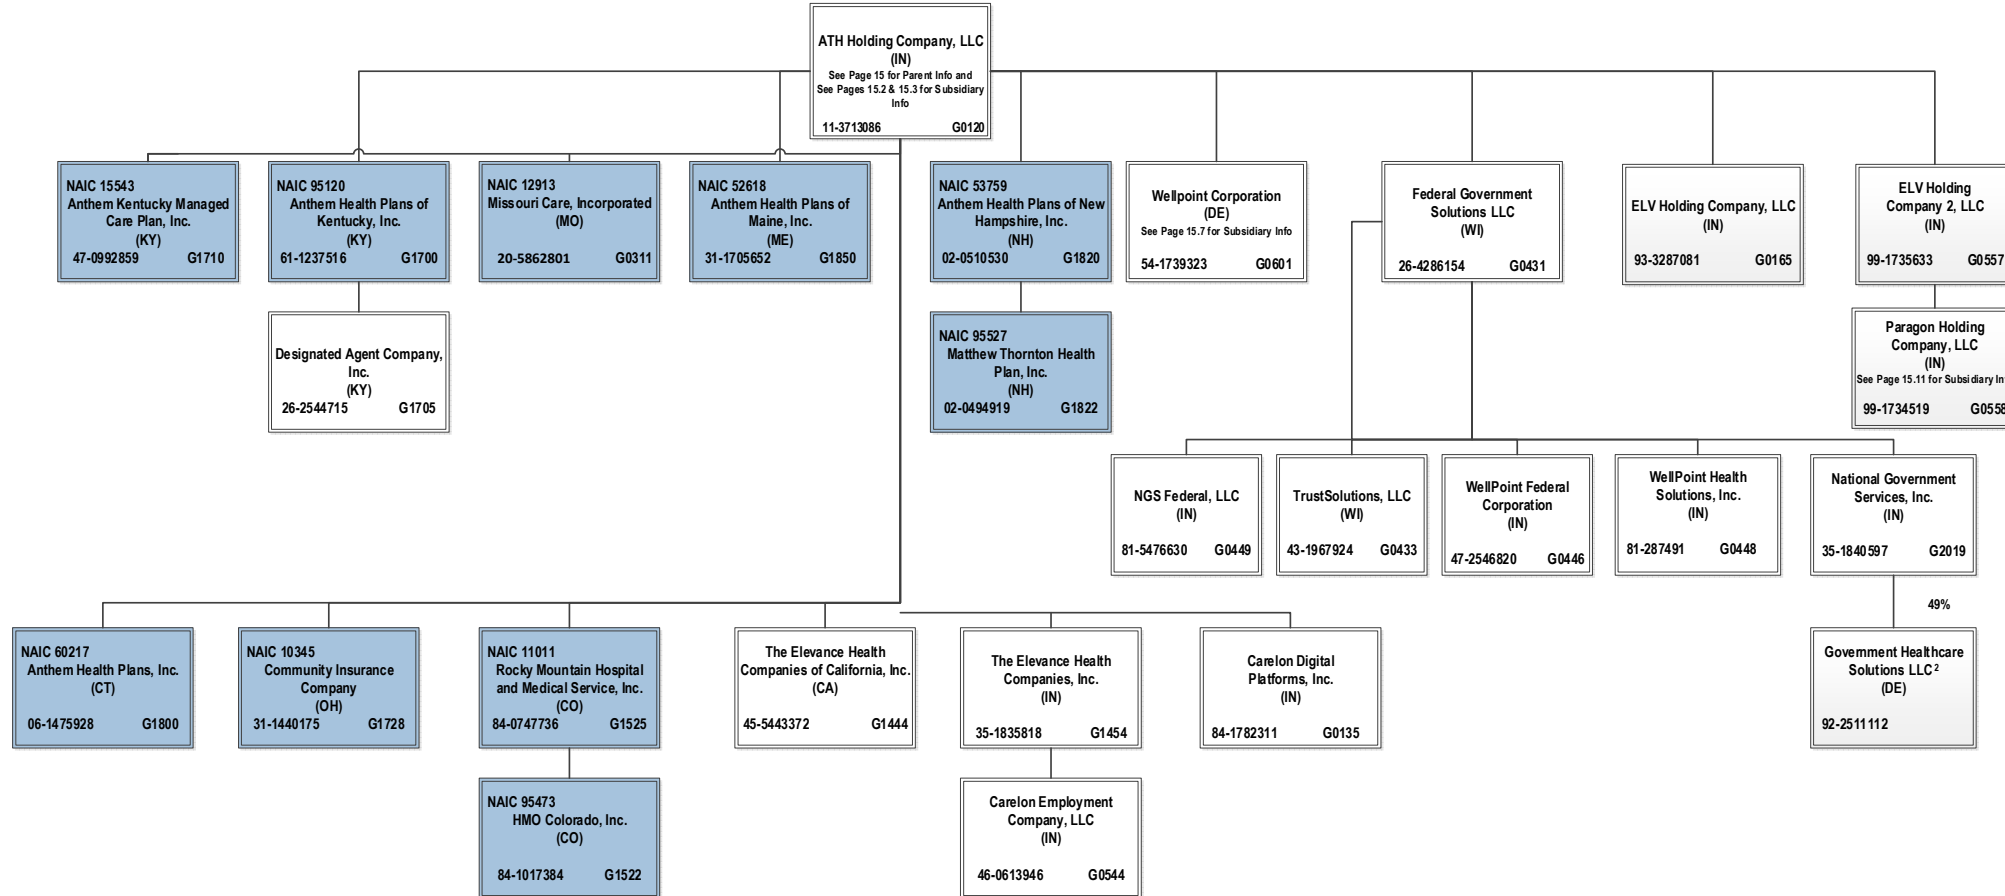 ATH Holding Company, LLC
(IN)
See Page 15 for Parent Info and
See Pages 15.2 & 15.3 for Subsidiary
Info
11-3713086 G0120
NAIC 15543
Anthem Kentucky Managed
Care Plan, Inc.
(KY)
47-0992859 G1710
NAIC 95120
Anthem Health Plans of
Kentucky, Inc.
(KY)
61-1237516 G1700
NAIC 12913
Missouri Care, Incorporated
(MO)
20-5862801 G0311
NAIC 52618
Anthem Health Plans of
Maine, Inc.
(ME)
31-1705652 G1850
NAIC 53759
Anthem Health Plans of New
Hampshire, Inc.
(NH)
02-0510530 G1820
Wellpoint Corporation
(DE)
See Page 15.7 for Subsidiary Info
54-1739323 G0601
Federal Government
Solutions LLC
(WI)
26-4286154 G0431
ELV Holding Company, LLC
(IN)
93-3287081 G0165
ELV Holding
Company 2, LLC
(IN)
99-1735633 G0557
Designated Agent Company,
Inc.
(KY)
26-2544715 G1705
NAIC 95527
Matthew Thornton Health
Plan, Inc.
(NH)
02-0494919 G1822
Paragon Holding
Company, LLC
(IN)
See Page 15.11 for Subsidiary In
99-1734519 G0558
NGS Federal, LLC
(IN)
81-5476630 G0449
TrustSolutions, LLC
(WI)
43-1967924 G0433
WellPoint Federal
Corporation
(IN)
47-2546820 G0446
WellPoint Health
Solutions, Inc.
(IN)
81-287491 G0448
National Government
Services, Inc.
(IN)
35-1840597 G2019
49%
NAIC 60217
Anthem Health Plans, Inc.
(CT)
06-1475928 G1800
NAIC 10345
Community Insurance
Company
(OH)
31-1440175 G1728
NAIC 11011
Rocky Mountain Hospital
and Medical Service, Inc.
(CO)
84-0747736 G1525
The Elevance Health
Companies of California, Inc.
(CA)
45-5443372 G1444
The Elevance Health
Companies, Inc.
(IN)
35-1835818 G1454
Carelon Digital
Platforms, Inc.
(IN)
84-1782311 G0135
Government Healthcare
Solutions LLC²
(DE)
92-2511112
NAIC 95473
HMO Colorado, Inc.
(CO)
84-1017384 G1522
Carelon Employment
Company, LLC
(IN)
46-0613946 G0544